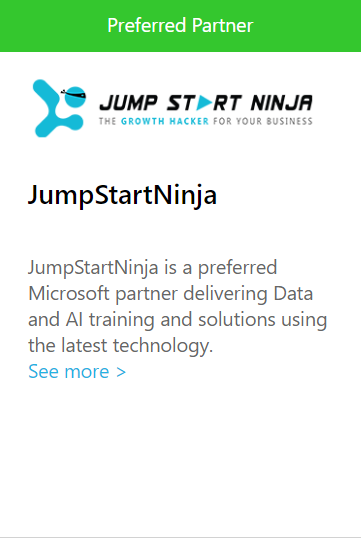 Preferred Partner
JUMP START NINJA
THE GROWTH HACKER FOR YOUR BUSINESS
JumpStartNinja
JumpStartNinja is a preferred
Microsoft partner delivering Data
and AI training and solutions using
the latest technology.
See more >